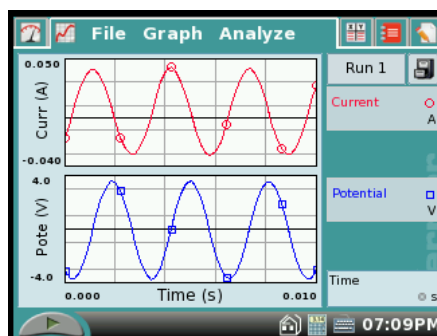 File Graph Analyze
X Y
0.050
Curr (A)
-0.040
4.0
Pote (V)
-4.0
0.000 Time (s) 0.010
Run 1
Current
A
Potential
V
Time
s
07:09PM